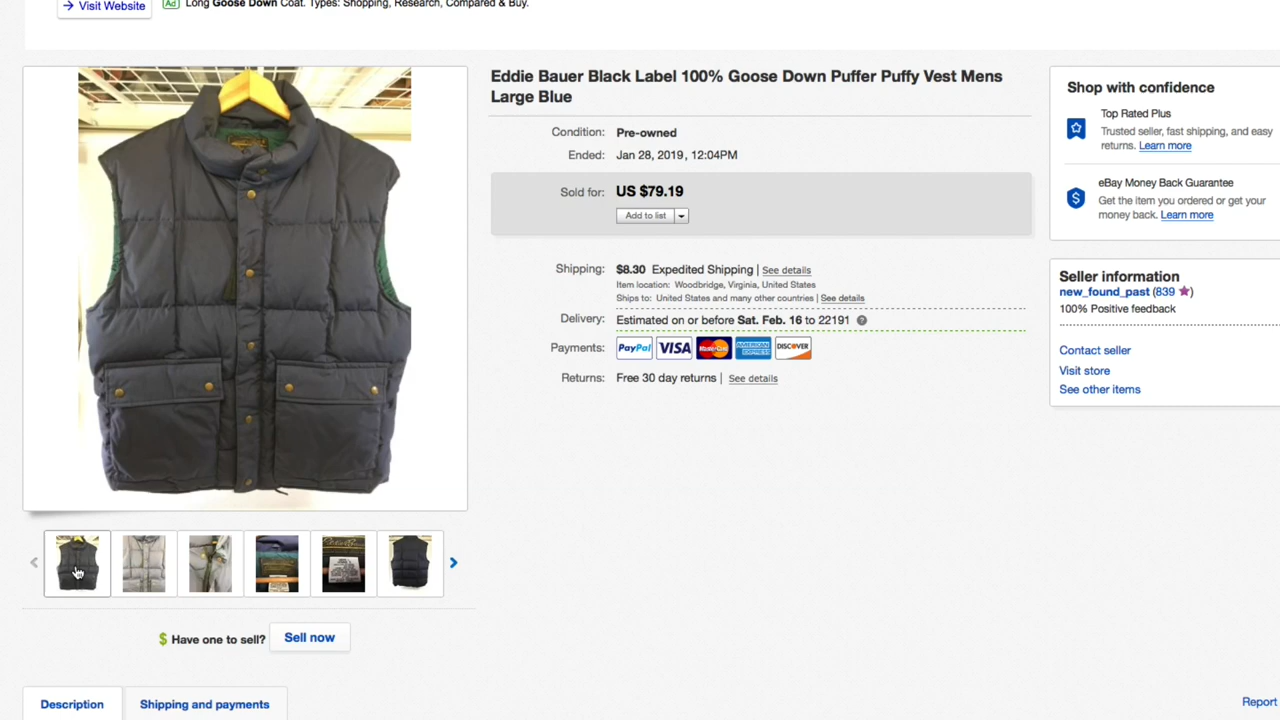 Visit Website
Ad Long Goose Down Coat. Types: Shopping, Research, Compared & Buy.
Eddie Bauer Black Label 100% Goose Down Puffer Puffy Vest Mens
Large Blue
Condition: Pre-owned
Ended: Jan 28, 2019 , 12:04PM
Sold for: US $79.19
Add to list
Shipping: $8.30 Expedited Shipping | See details
Item location: Woodbridge, Virginia, United States
Ships to: United States and many other countries | See details
Delivery: Estimated on or before Sat. Feb. 16 to 22191
Payments: PayPal VISA MasterCard AMERICAN EXPRESS DISCOVER
Returns: Free 30 day returns | See details
Shop with confidence
Top Rated Plus
Trusted seller, fast shipping, and easy
returns. Learn more
eBay Money Back Guarantee
Get the item you ordered or get your
money back. Learn more
Seller information
new_found_past (839)
100% Positive feedback
Contact seller
Visit store
See other items
$ Have one to sell? Sell now
Description
Shipping and payments
Report